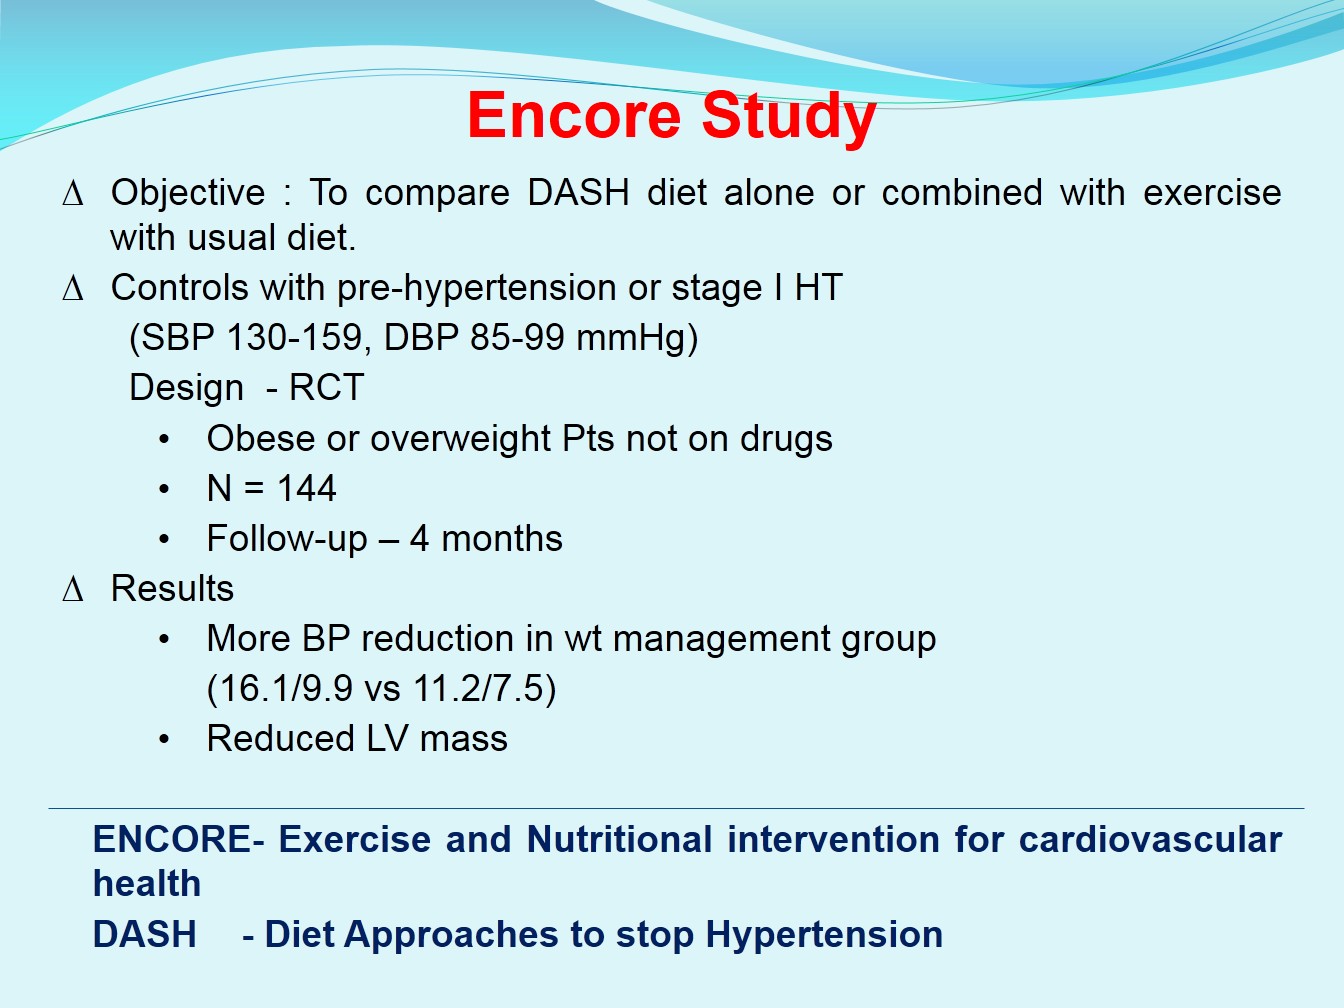 Encore Study
Δ Objective : To compare DASH diet alone or combined with exercise
with usual diet.
Δ Controls with pre-hypertension or stage I HT
(SBP 130-159, DBP 85-99 mmHg)
Design - RCT
• Obese or overweight Pts not on drugs
• N = 144
• Follow-up – 4 months
Δ Results
• More BP reduction in wt management group
(16.1/9.9 vs 11.2/7.5)
• Reduced LV mass
ENCORE- Exercise and Nutritional intervention for cardiovascular
health
DASH - Diet Approaches to stop Hypertension